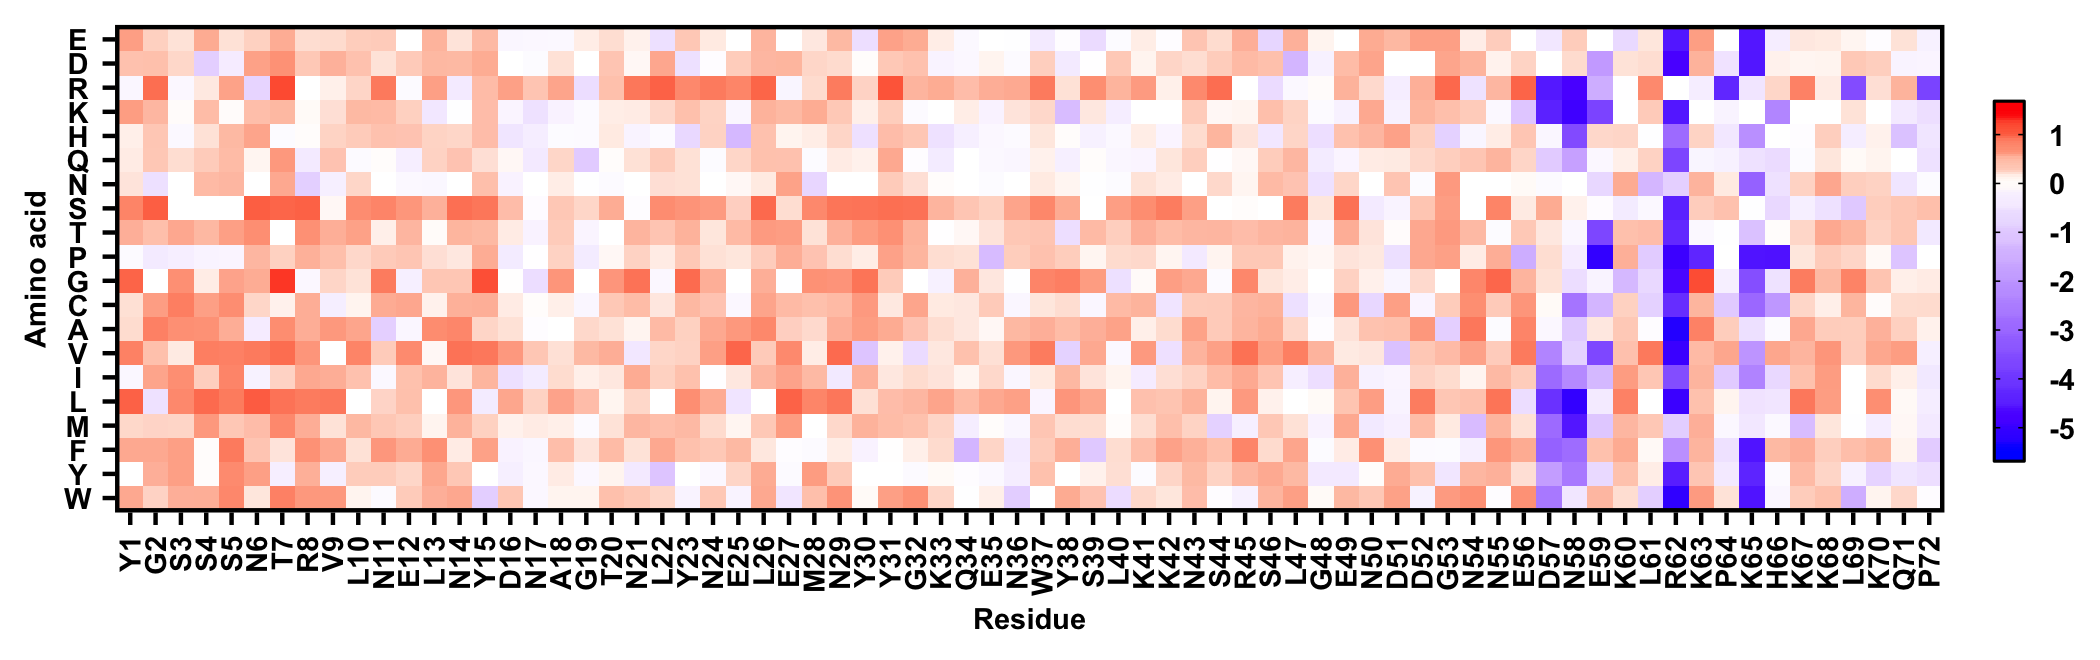 Amino acid
E
D
R
K
H
Q
N
S
T
P
G
C
A
V
I
L
M
F
Y
W
Y1 G2 S3 S4 S5 N6 T7 R8 V9 L10 N11 E12 L13 N14 Y15 D16 N17 A18 G19 T20 N21 L22 Y23 N24 E25 L26 E27 M28 N29 Y30 Y31 G32 K33 Q34 E35 N36 W37 Y38 S39 L40 K41 K42 N43 S44 R45 S46 L47 G48 E49 N50 D51 D52 G53 N54 N55 E56 D57 N58 E59 K60 L61 R62 K63 P64 K65 H66 K67 K68 L69 K70 Q71 P72
Residue
1
0
-1
-2
-3
-4
-5